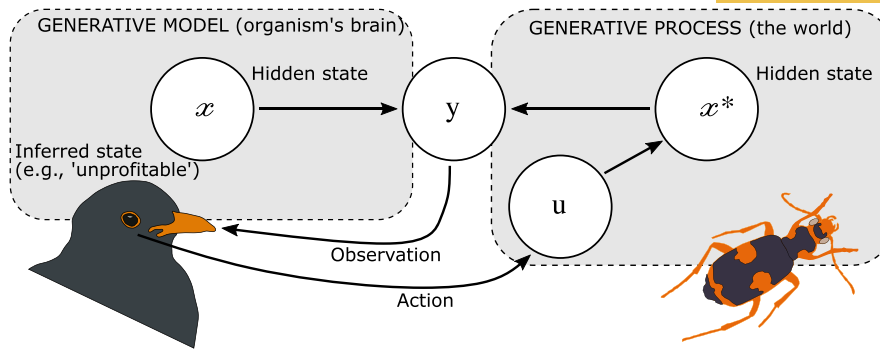 GENERATIVE MODEL (organism's brain)
GENERATIVE PROCESS (the world)
Hidden state
Hidden state
x
y
x*
Inferred state
(e.g., 'unprofitable')
u
Observation
Action